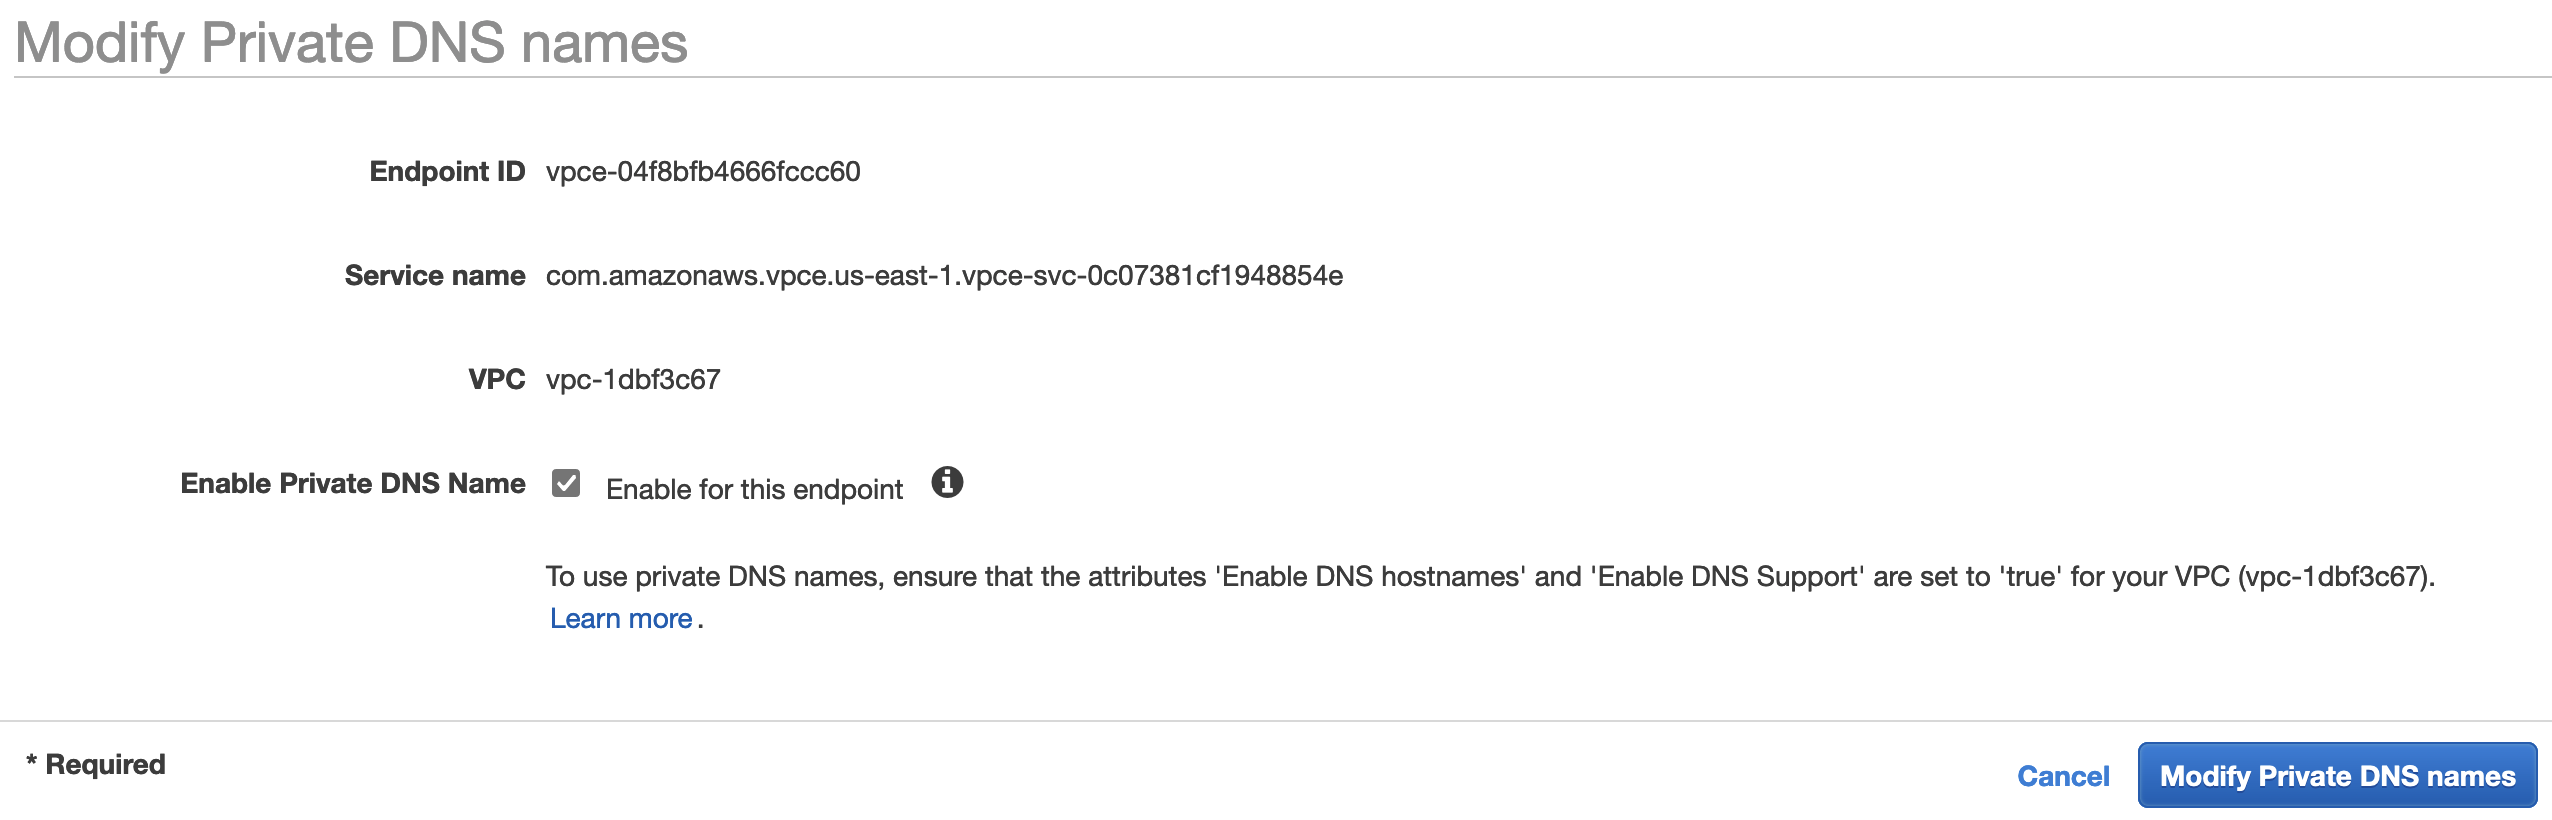 Modify Private DNS names
Endpoint ID vpce-04f8bfb4666fccc60
Service name com.amazonaws.vpce.us-east-1.vpce-svc-0c07381cf1948854e
VPC vpc-1dbf3c67
Enable Private DNS Name Enable for this endpoint
To use private DNS names, ensure that the attributes 'Enable DNS hostnames' and 'Enable DNS Support' are set to 'true' for your VPC (vpc-1dbf3c67).
Learn more.
* Required
Cancel Modify Private DNS names